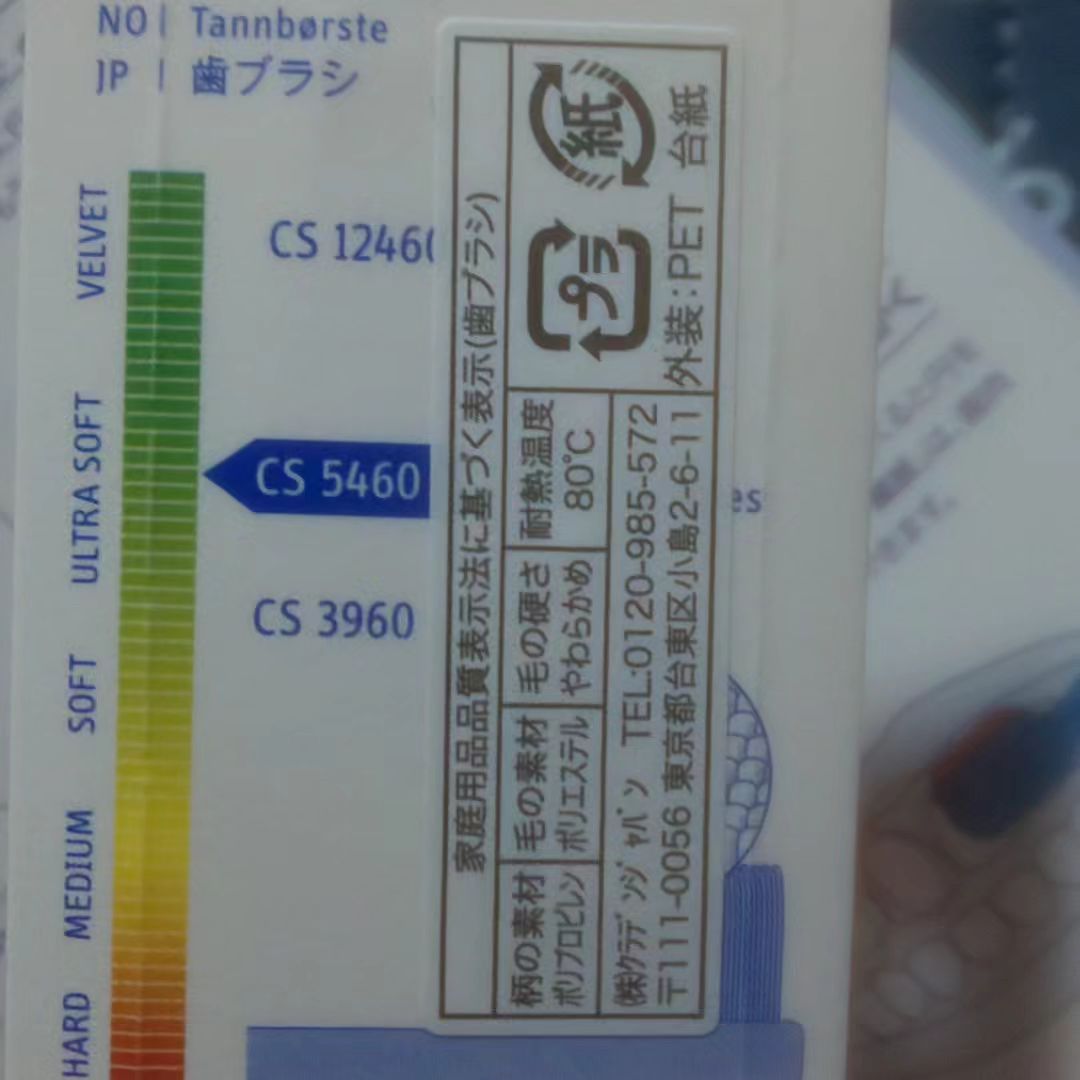 NO | Tannbørste
JP | 歯ブラシ
VELVET
ULTRA SOFT
SOFT
MEDIUM
HARD
CS 12460
CS 5460
CS 3960
es
家庭用品品質表示法に基づく表示(歯ブラシ)
柄の素材
ポリプロピレン
毛の素材
ポリエステル
毛の硬さ
やわらかめ
耐熱温度
80℃
(株)クラデンジャパン TEL:0120-985-572
〒111-0056 東京都台東区小島2-6-11
プラ
紙
外装:PET 台紙